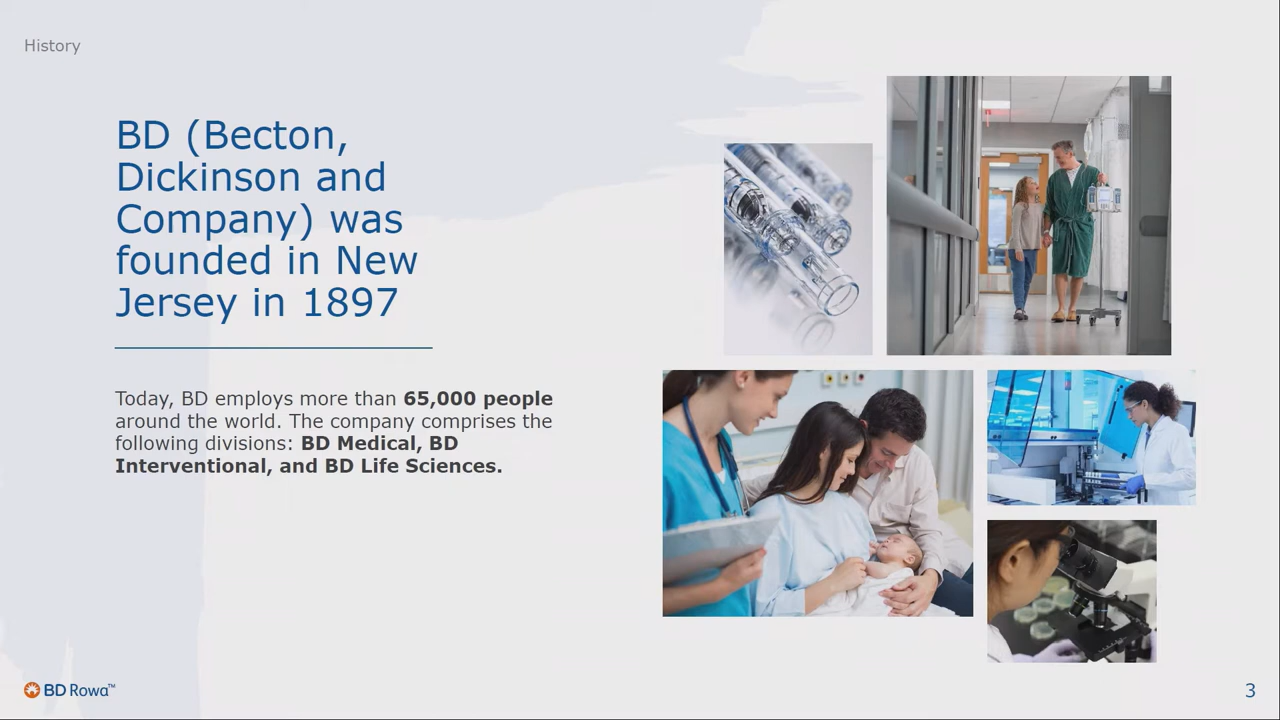 History
BD (Becton,
Dickinson and
Company) was
founded in New
Jersey in 1897
Today, BD employs more than 65,000 people
around the world. The company comprises the
following divisions: BD Medical, BD
Interventional, and BD Life Sciences.
BD Rowa™
3